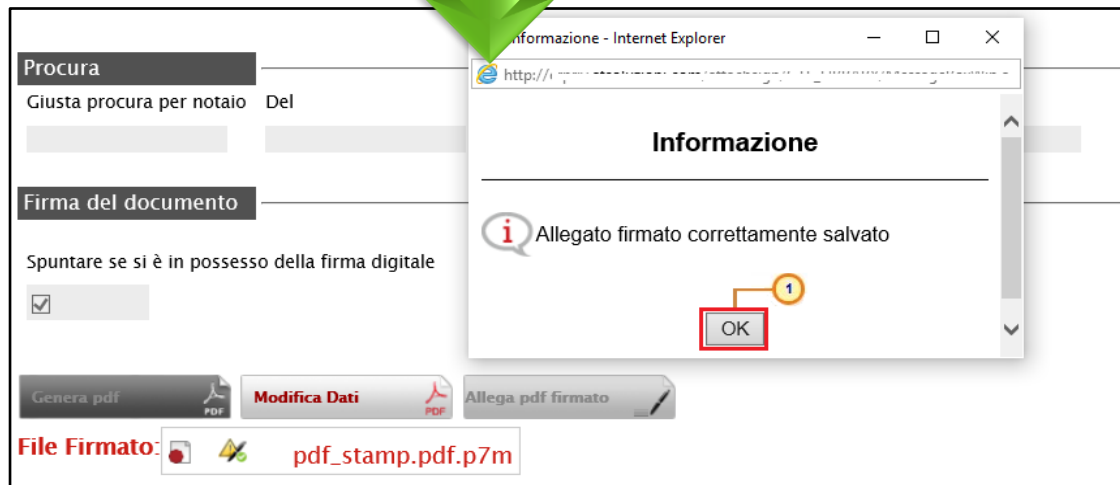 Informazione - Internet Explorer
http://
Procura
Giusta procura per notaio Del
Informazione
Firma del documento
Allegato firmato correttamente salvato
Spuntare se si è in possesso della firma digitale
1
OK
Genera pdf PDF Modifica Dati PDF Allega pdf firmato
File Firmato: pdf_stamp.pdf.p7m